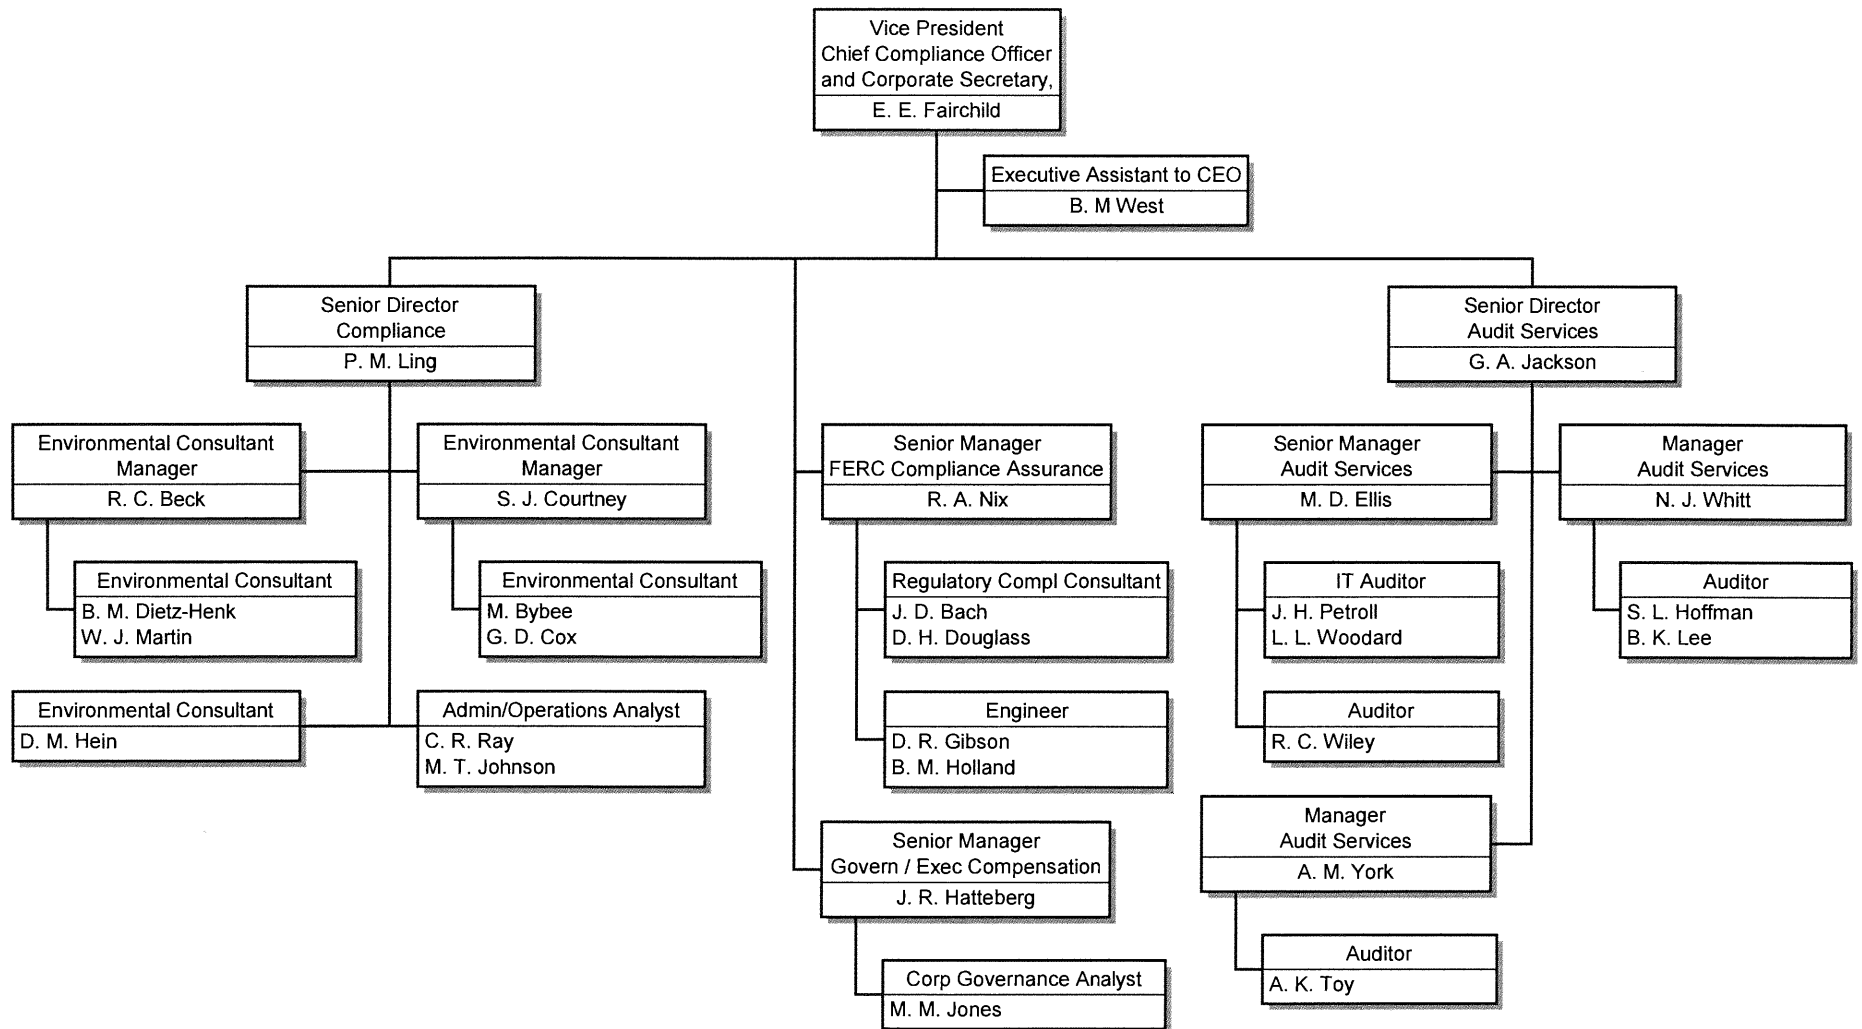 Vice President
Chief Compliance Officer
and Corporate Secretary,
E. E. Fairchild
Executive Assistant to CEO
B. M West
Senior Director
Compliance
P. M. Ling
Senior Director
Audit Services
G. A. Jackson
Environmental Consultant
Manager
R. C. Beck
Environmental Consultant
Manager
S. J. Courtney
Senior Manager
FERC Compliance Assurance
R. A. Nix
Senior Manager
Audit Services
M. D. Ellis
Manager
Audit Services
N. J. Whitt
Environmental Consultant
B. M. Dietz-Henk
W. J. Martin
Environmental Consultant
M. Bybee
G. D. Cox
Regulatory Compl Consultant
J. D. Bach
D. H. Douglass
IT Auditor
J. H. Petroll
L. L. Woodard
Auditor
S. L. Hoffman
B. K. Lee
Environmental Consultant
D. M. Hein
Admin/Operations Analyst
C. R. Ray
M. T. Johnson
Engineer
D. R. Gibson
B. M. Holland
Auditor
R. C. Wiley
Senior Manager
Govern / Exec Compensation
J. R. Hatteberg
Manager
Audit Services
A. M. York
Corp Governance Analyst
M. M. Jones
Auditor
A. K. Toy